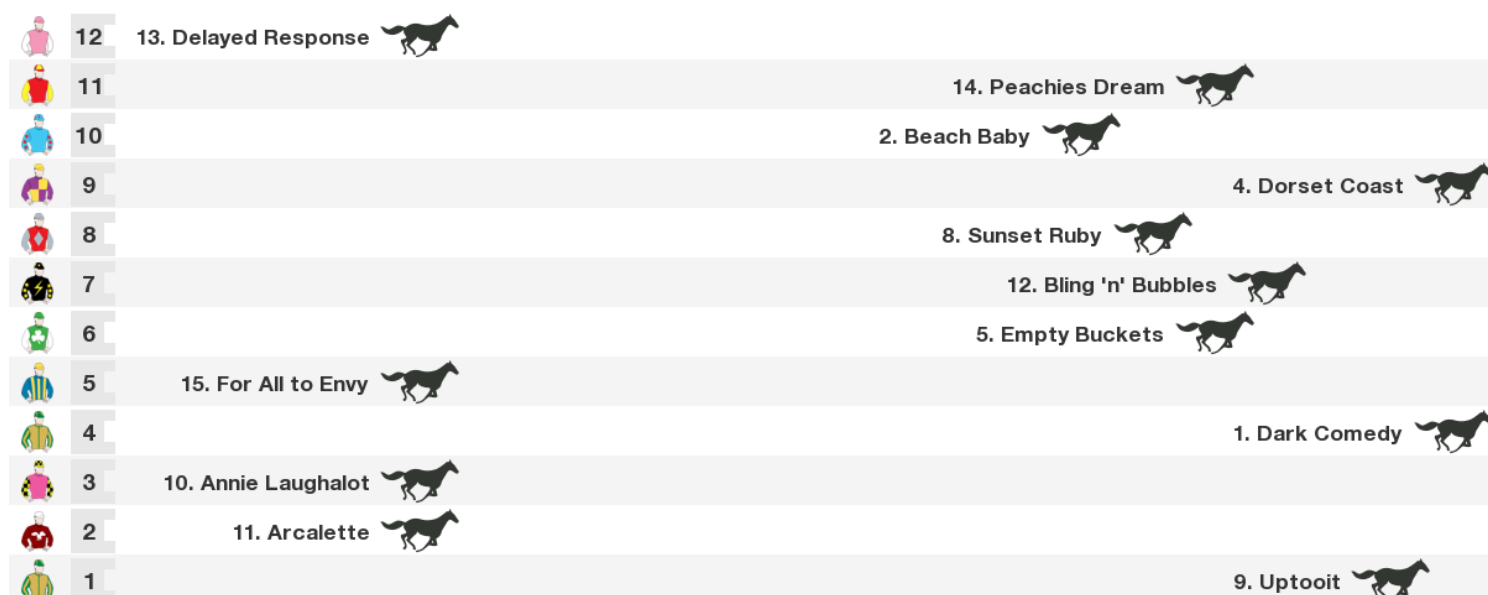 12 13. Delayed Response
11 14. Peachies Dream
10 2. Beach Baby
9 4. Dorset Coast
8 8. Sunset Ruby
7 12. Bling 'n' Bubbles
6 5. Empty Buckets
5 15. For All to Envy
4 1. Dark Comedy
3 10. Annie Laughalot
2 11. Arcalette
1 9. Uptooit